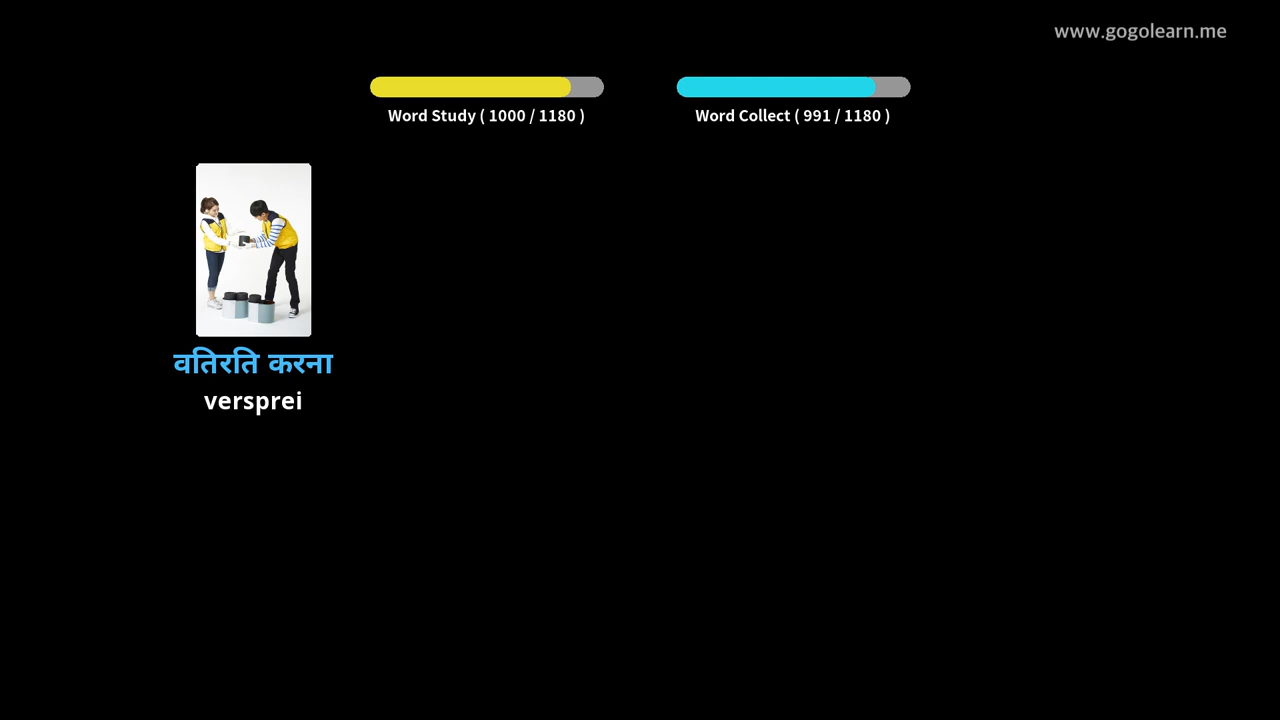 www.gogolearn.me
Word Study ( 1000 / 1180 )
Word Collect ( 991 / 1180 )
वतिरति करना
versprei